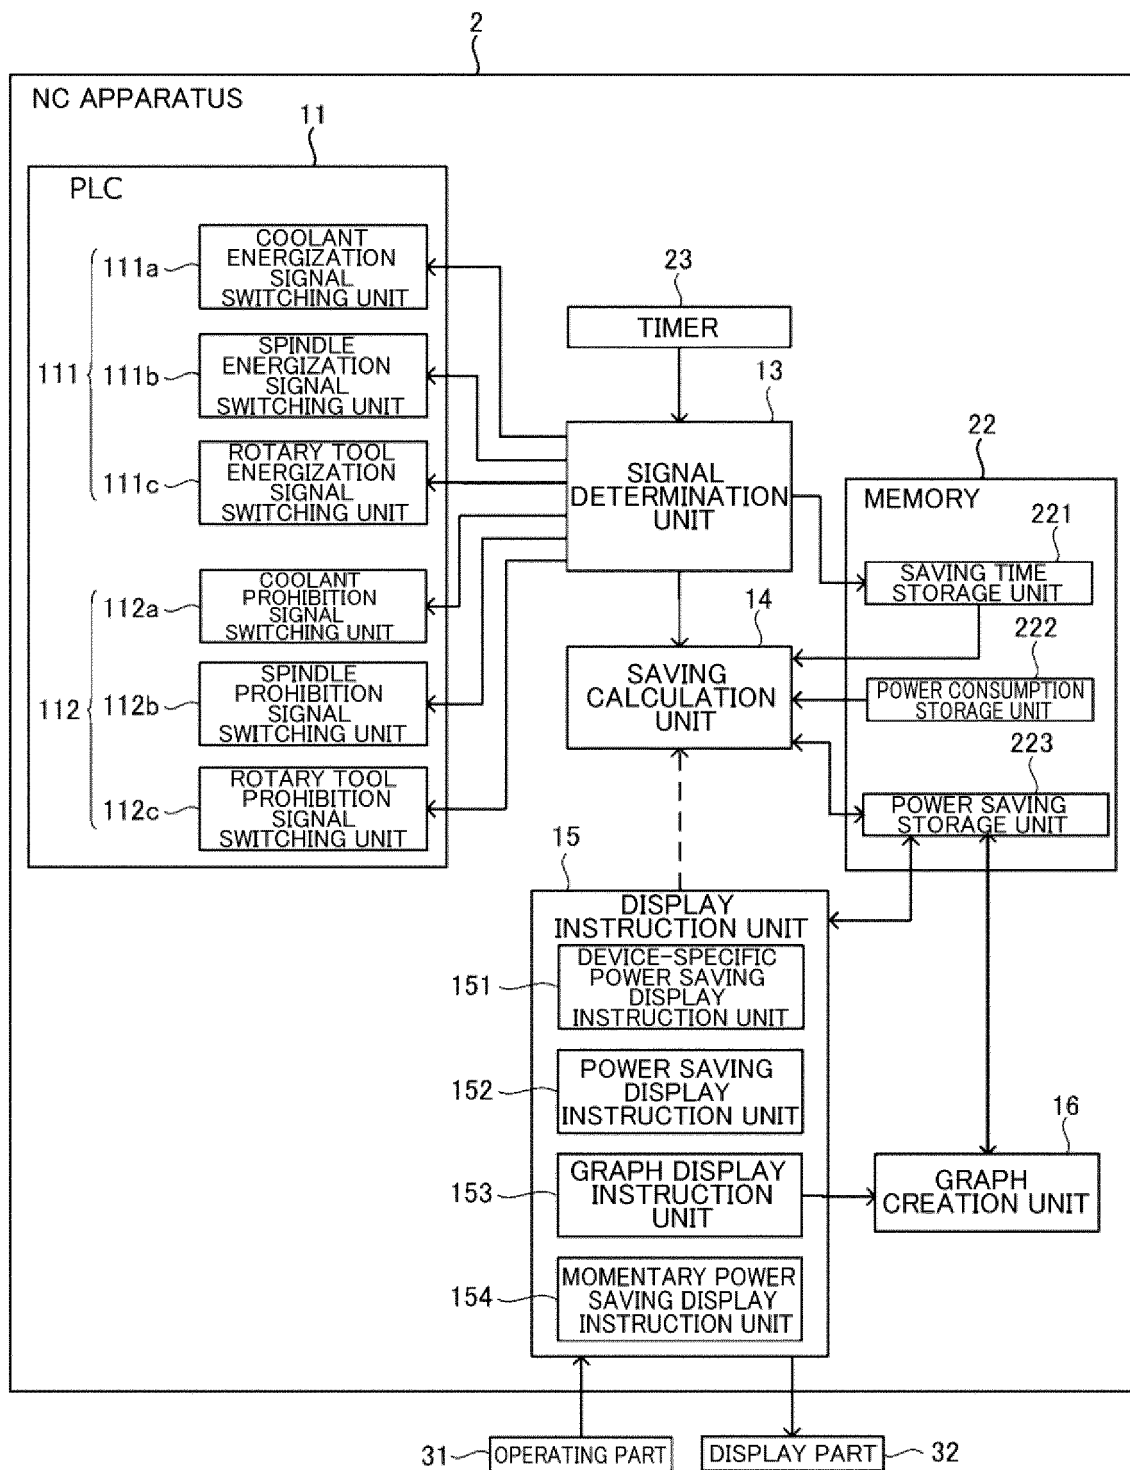 2
NC APPARATUS
11
PLC
111
111a
COOLANT
ENERGIZATION
SIGNAL
SWITCHING UNIT
111b
SPINDLE
ENERGIZATION
SIGNAL
SWITCHING UNIT
111c
ROTARY TOOL
ENERGIZATION
SIGNAL
SWITCHING UNIT
112
112a
COOLANT
PROHIBITION
SIGNAL
SWITCHING UNIT
112b
SPINDLE
PROHIBITION
SIGNAL
SWITCHING UNIT
112c
ROTARY TOOL
PROHIBITION
SIGNAL
SWITCHING UNIT
23
TIMER
13
SIGNAL
DETERMINATION
UNIT
14
SAVING
CALCULATION
UNIT
22
MEMORY
221
SAVING TIME
STORAGE UNIT
222
POWER CONSUMPTION
STORAGE UNIT
223
POWER SAVING
STORAGE UNIT
15
DISPLAY
INSTRUCTION UNIT
151
DEVICE-SPECIFIC
POWER SAVING
DISPLAY
INSTRUCTION UNIT
152
POWER SAVING
DISPLAY
INSTRUCTION UNIT
153
GRAPH DISPLAY
INSTRUCTION
UNIT
154
MOMENTARY POWER
SAVING DISPLAY
INSTRUCTION UNIT
16
GRAPH
CREATION UNIT
31
OPERATING PART
DISPLAY PART
32